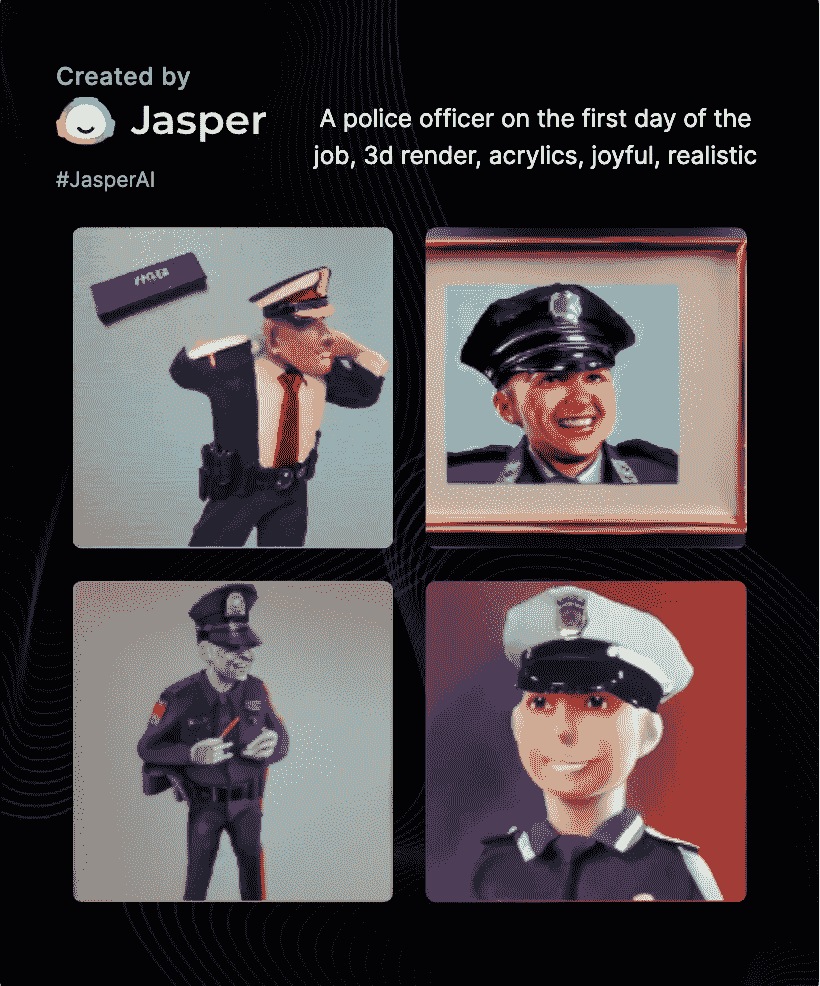 Created by
Jasper
#JasperAI
A police officer on the first day of the
job, 3d render, acrylics, joyful, realistic